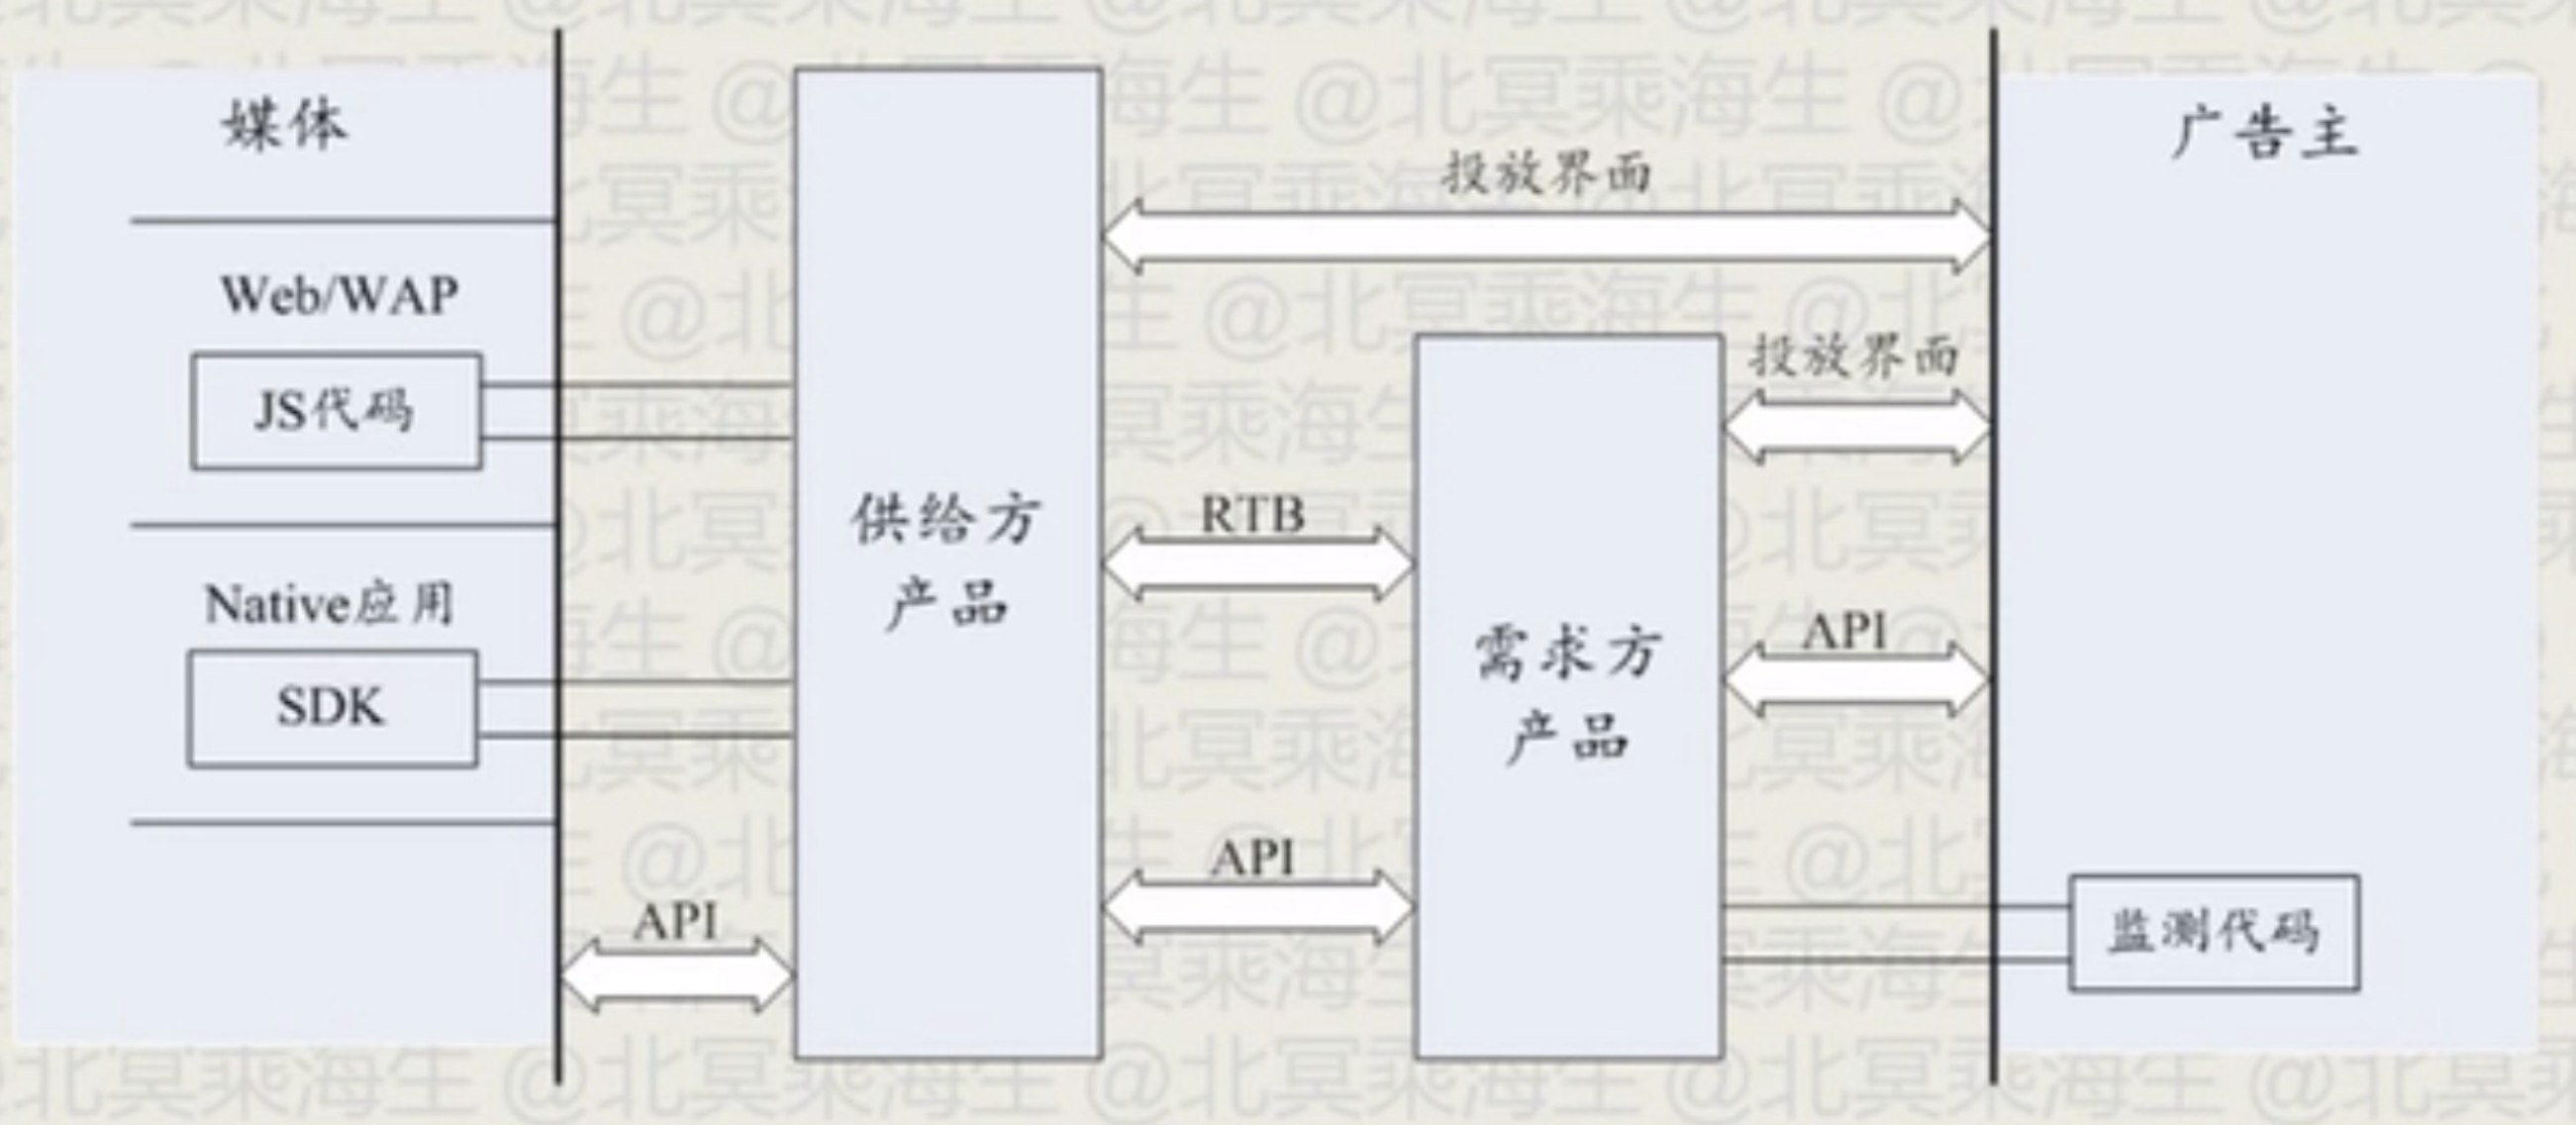 媒体
Web/WAP
JS代码
Native应用
SDK
API
供给方
产品
投放界面
RTB
API
需求方
产品
投放界面
API
广告主
监测代码
@北冥乘海生